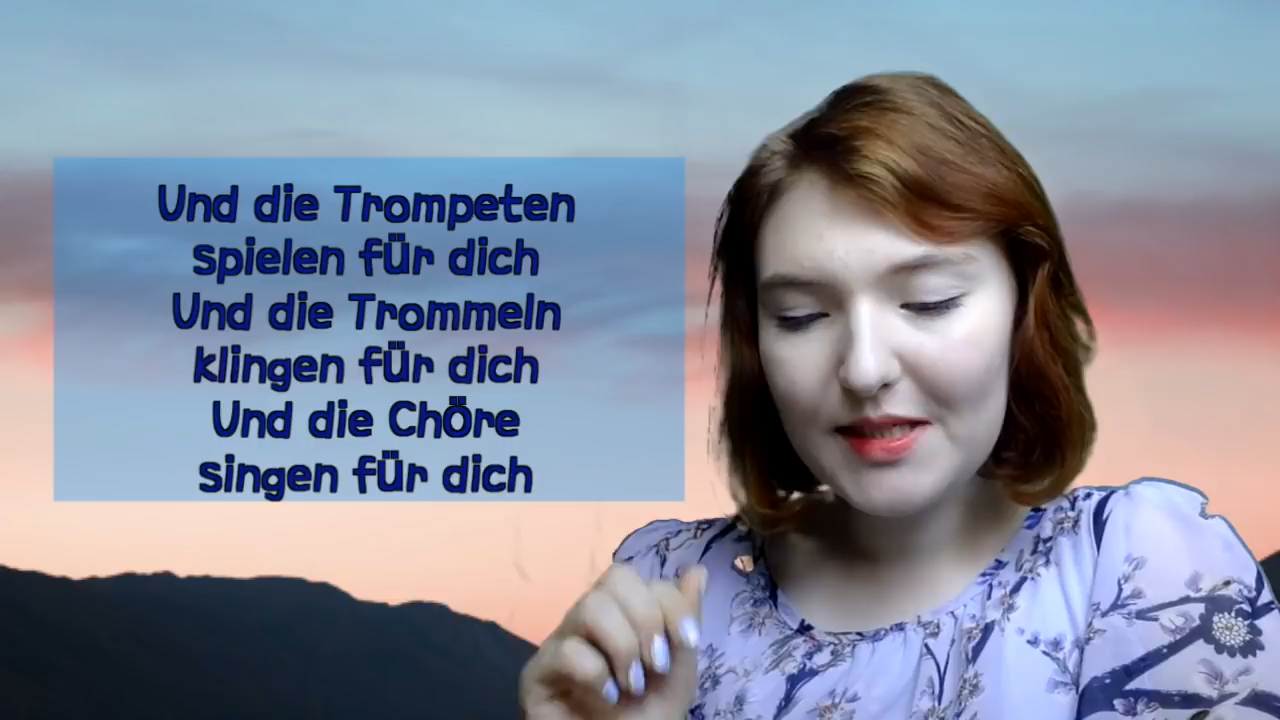 Und die Trompeten
spielen für dich
Und die Trommeln
klingen für dich
Und die Chöre
singen für dich